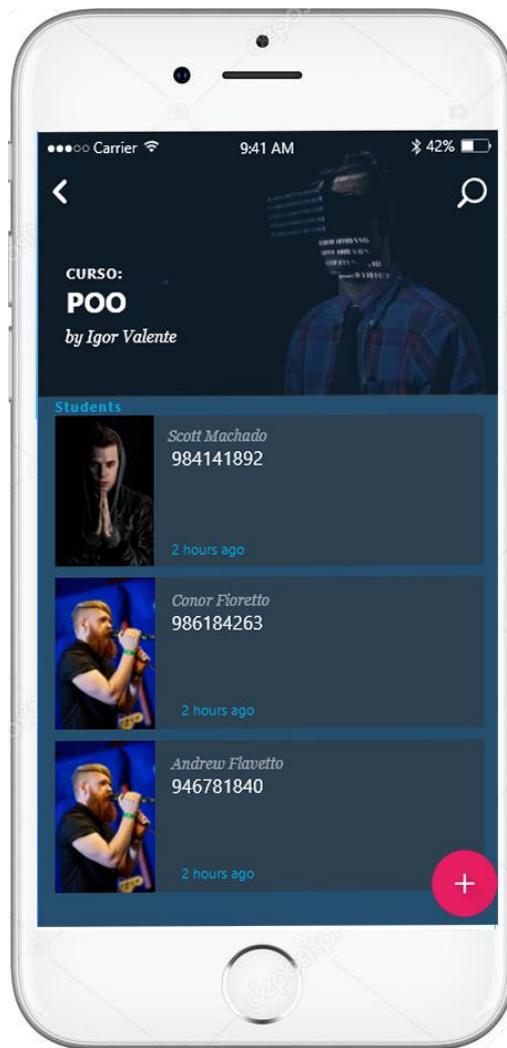 ●●●○○ Carrier 9:41 AM 42%
CURSO:
POO
by Igor Valente
Students
Scott Machado
984141892
2 hours ago
Conor Fioretto
986184263
2 hours ago
Andrew Flavetto
946781840
2 hours ago
+